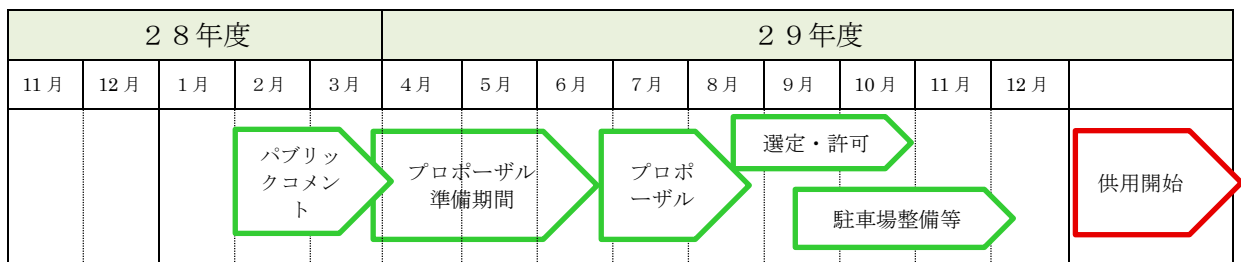 ２８年度 ２９年度
11月 12月 1月 2月 3月 4月 5月 6月 7月 8月 9月 10月 11月 12月
パブリッ
クコメン
ト
プロポーザル
準備期間
プロポ
ーザル
選定・許可
駐車場整備等
供用開始